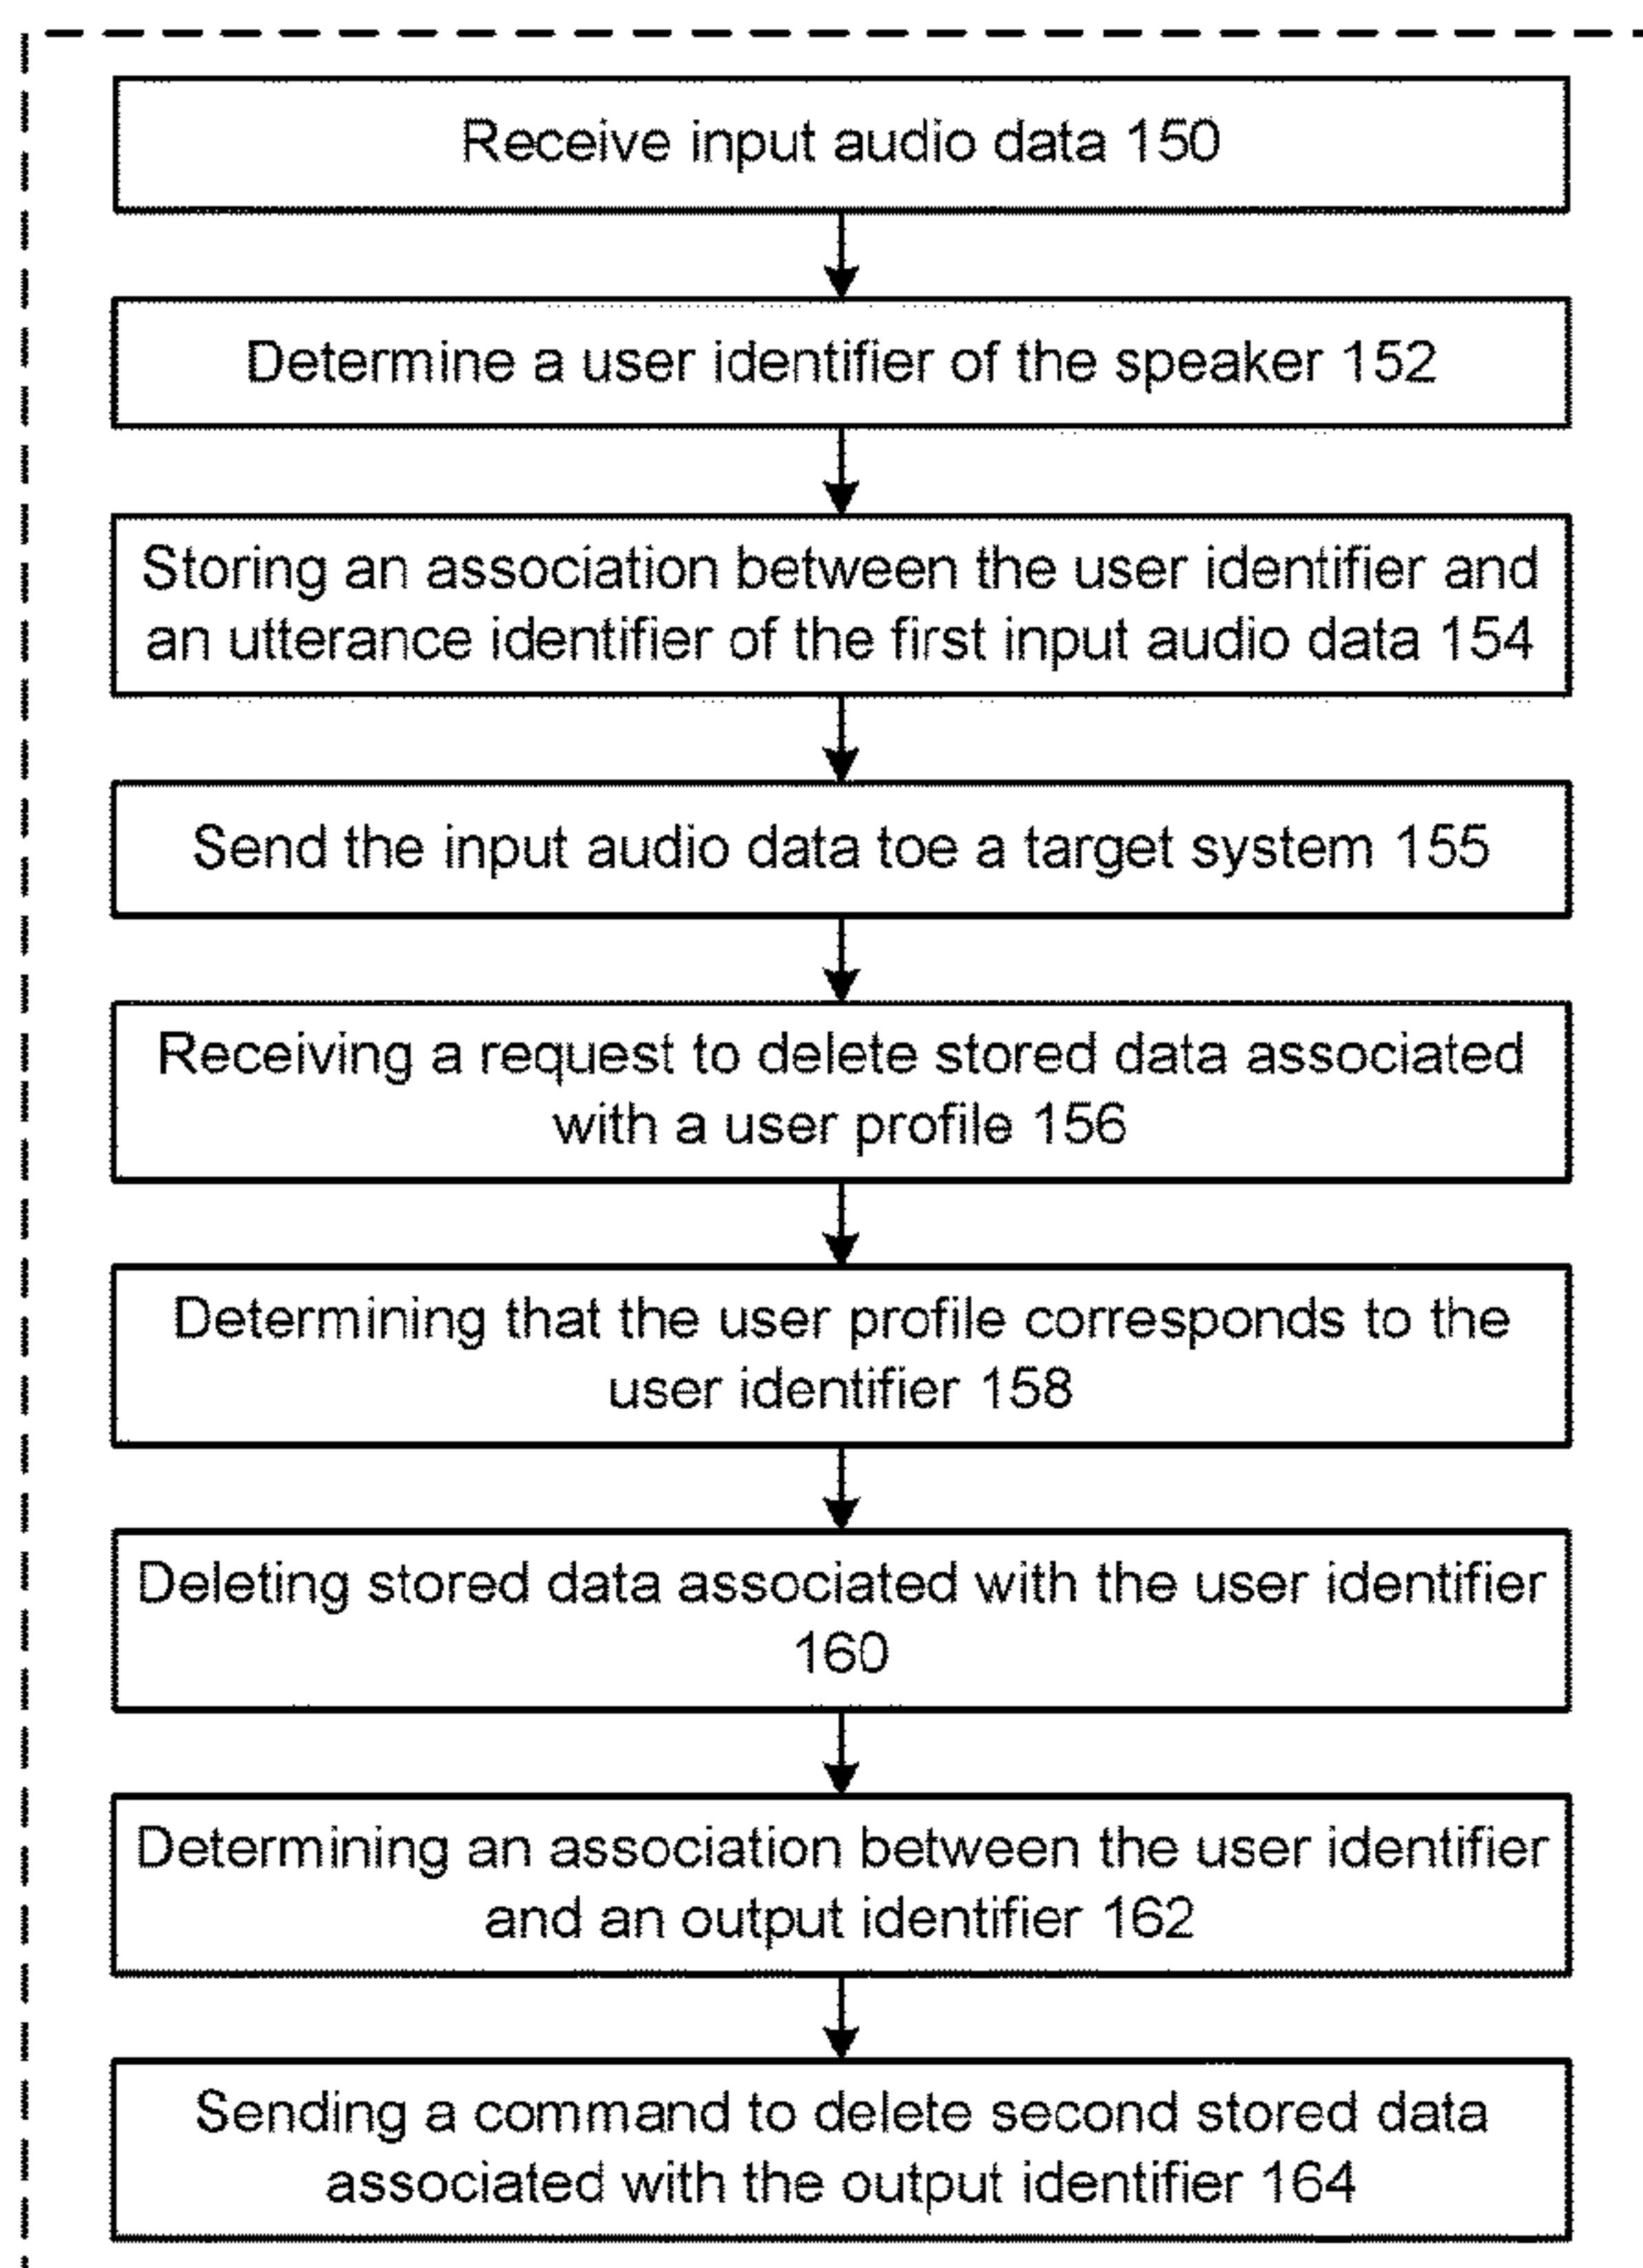 Receive input audio data 150
Determine a user identifier of the speaker 152
Storing an association between the user identifier and
an utterance identifier of the first input audio data 154
Send the input audio data toe a target system 155
Receiving a request to delete stored data associated
with a user profile 156
Determining that the user profile corresponds to the
user identifier 158
Deleting stored data associated with the user identifier
160
Determining an association between the user identifier
and an output identifier 162
Sending a command to delete second stored data
associated with the output identifier 164